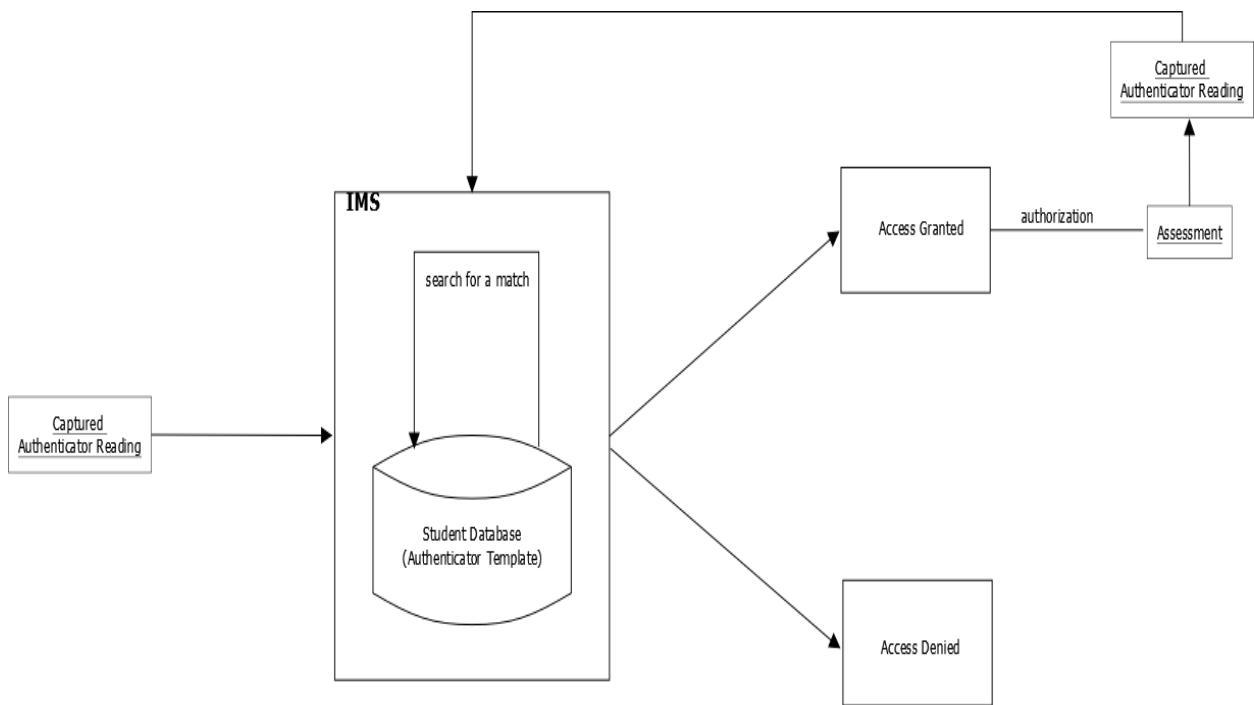 Captured
Authenticator Reading
IMS
search for a match
Access Granted
authorization
Assessment
Captured
Authenticator Reading
Student Database
(Authenticator Template)
Access Denied